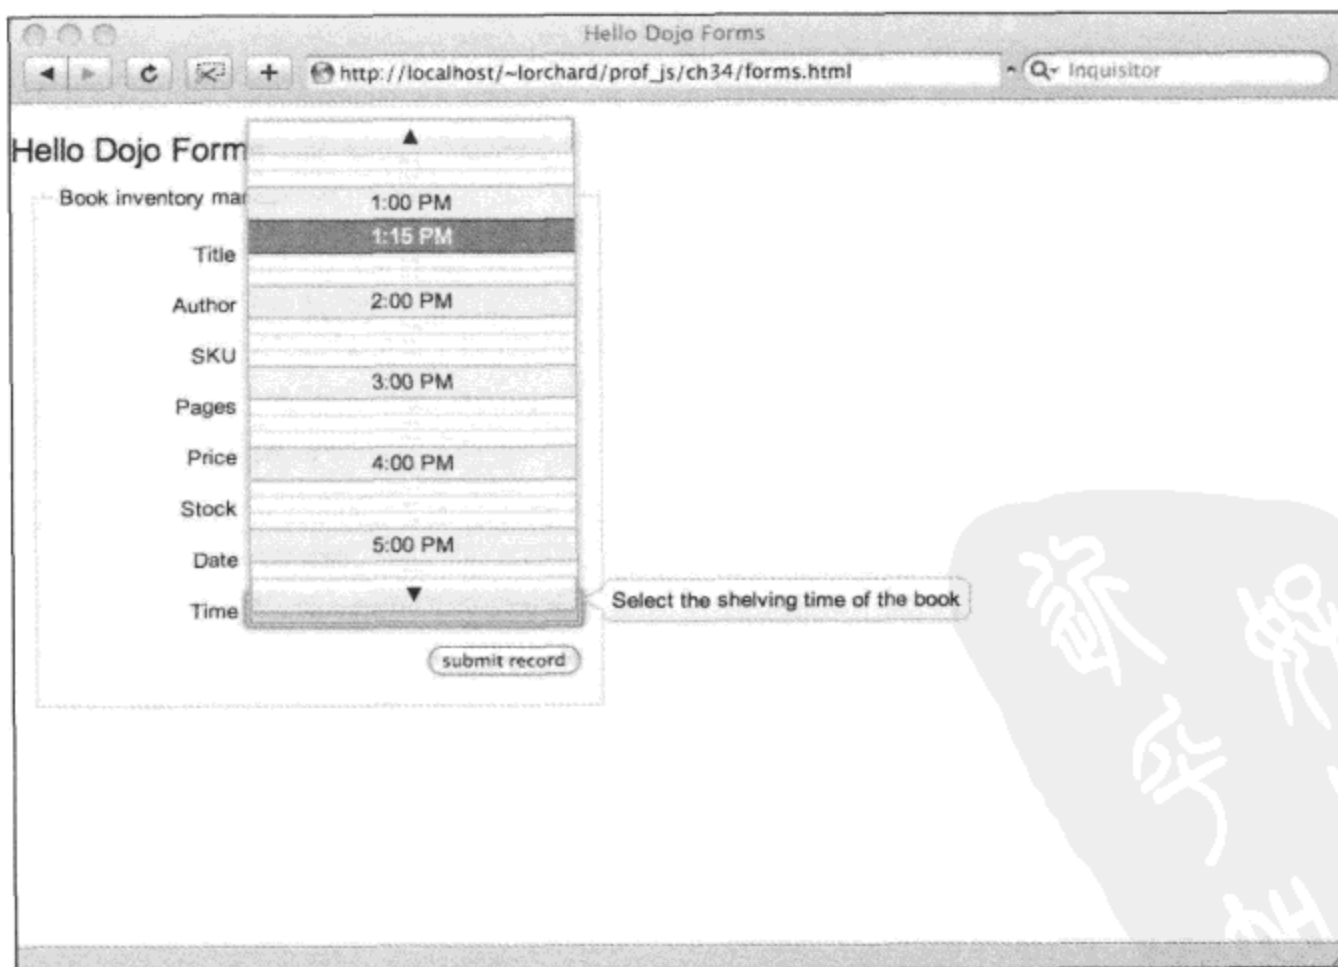 Hello Dojo Forms
http://localhost/~lorchard/prof_js/ch34/forms.html
Inquisitor
Hello Dojo Form
Book inventory mar
1:00 PM
1:15 PM
Title
Author
2:00 PM
SKU
3:00 PM
Pages
Price
4:00 PM
Stock
5:00 PM
Date
Time
Select the shelving time of the book
submit record